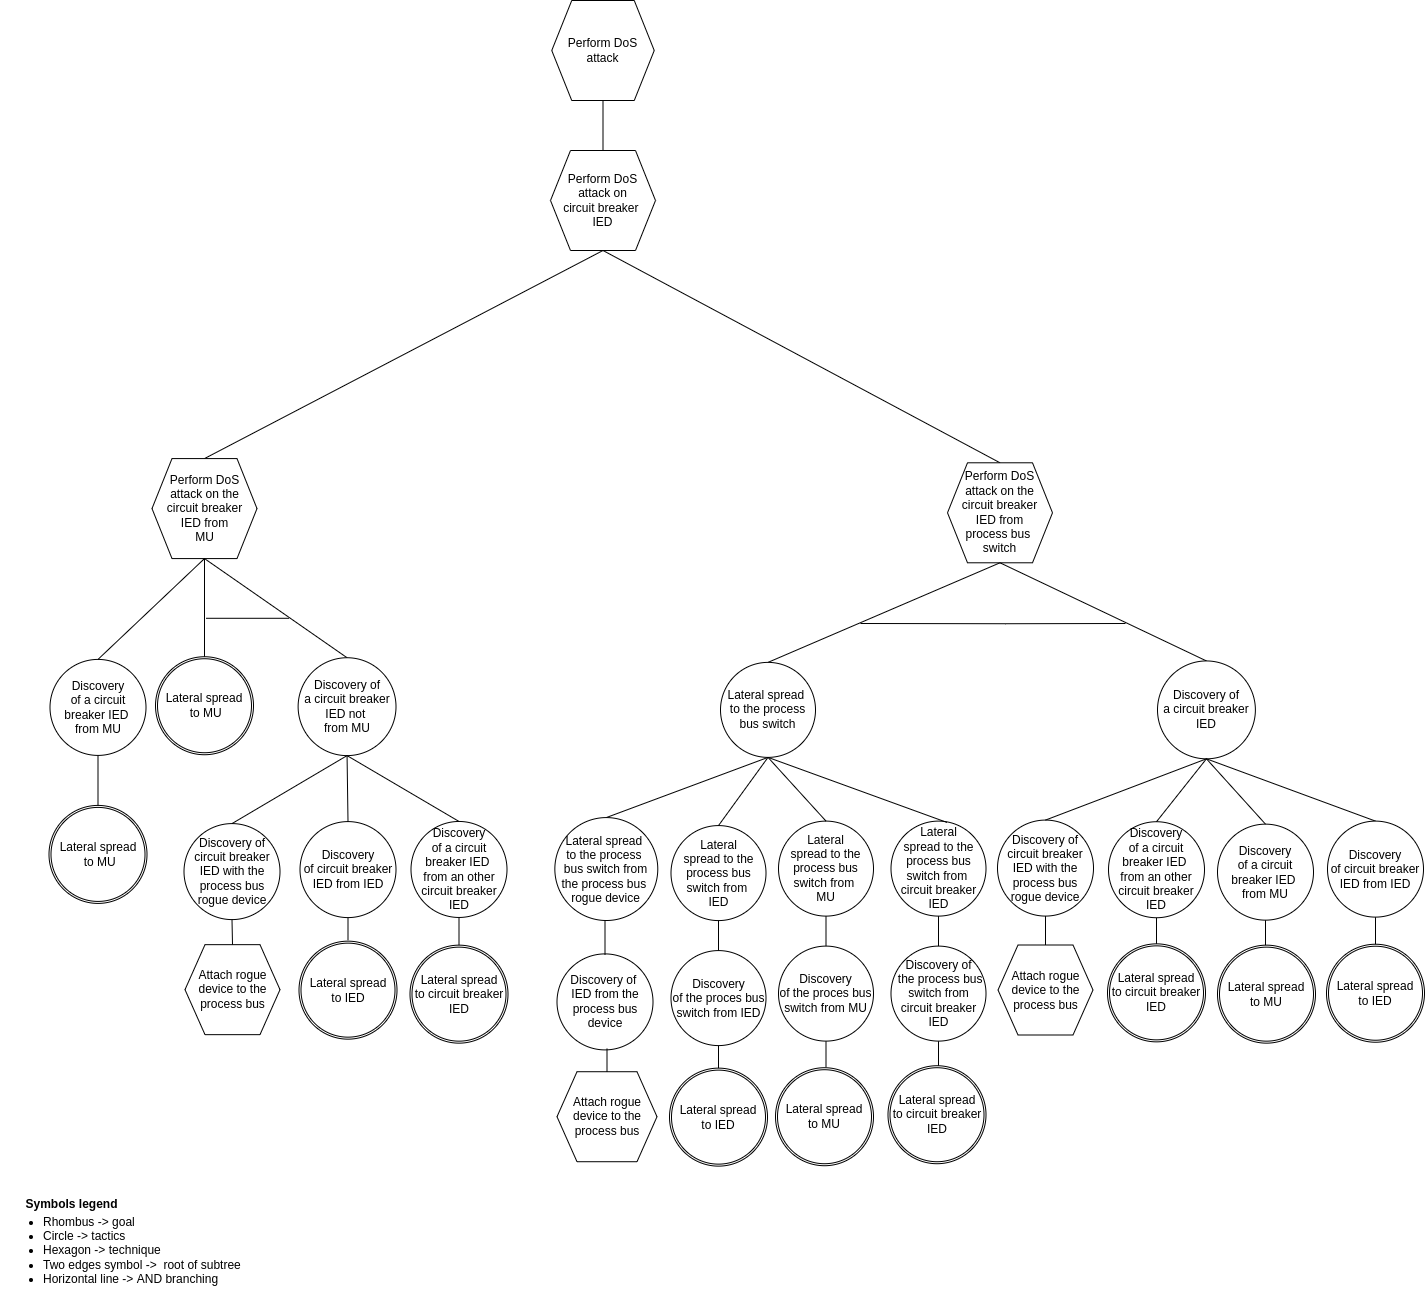 Perform DoS
attack
Perform DoS
attack on
circuit breaker
IED
Perform DoS
attack on the
circuit breaker
IED from
MU
Perform DoS
attack on the
circuit breaker
IED from
process bus
switch
Discovery
of a circuit
breaker IED
from MU
Lateral spread
to MU
Discovery of
a circuit breaker
IED not
from MU
Lateral spread
to the process
bus switch
Discovery of
a circuit breaker
IED
Lateral spread
to MU
Discovery of
circuit breaker
IED with the
process bus
rogue device
Discovery
of circuit breaker
IED from IED
Discovery
of a circuit
breaker IED
from an other
circuit breaker
IED
Lateral spread
to the process
bus switch from
the process bus
rogue device
Lateral
spread to the
process bus
switch from
IED
Lateral
spread to the
process bus
switch from
MU
Lateral
spread to the
process bus
switch from
circuit breaker
IED
Discovery of
circuit breaker
IED with the
process bus
rogue device
Discovery
of a circuit
breaker IED
from an other
circuit breaker
IED
Discovery
of a circuit
breaker IED
from MU
Discovery
of circuit breaker
IED from IED
Attach rogue
device to the
process bus
Lateral spread
to IED
Lateral spread
to circuit breaker
IED
Discovery of
IED from the
process bus
device
Discovery
of the proces bus
switch from IED
Discovery
of the proces bus
switch from MU
Discovery of
the process bus
switch from
circuit breaker
IED
Attach rogue
device to the
process bus
Lateral spread
to circuit breaker
IED
Lateral spread
to MU
Lateral spread
to IED
Attach rogue
device to the
process bus
Lateral spread
to IED
Lateral spread
to MU
Lateral spread
to circuit breaker
IED
Symbols legend
• Rhombus -> goal
• Circle -> tactics
• Hexagon -> technique
• Two edges symbol -> root of subtree
• Horizontal line -> AND branching